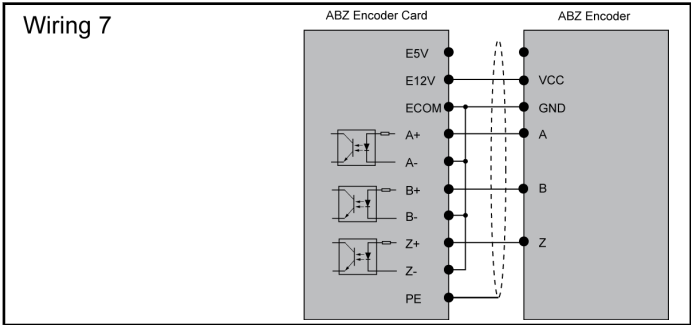 Wiring 7
ABZ Encoder Card
ABZ Encoder
E5V
E12V
VCC
ECOM
GND
A+
A
A-
B+
B
B-
Z+
Z
Z-
PE